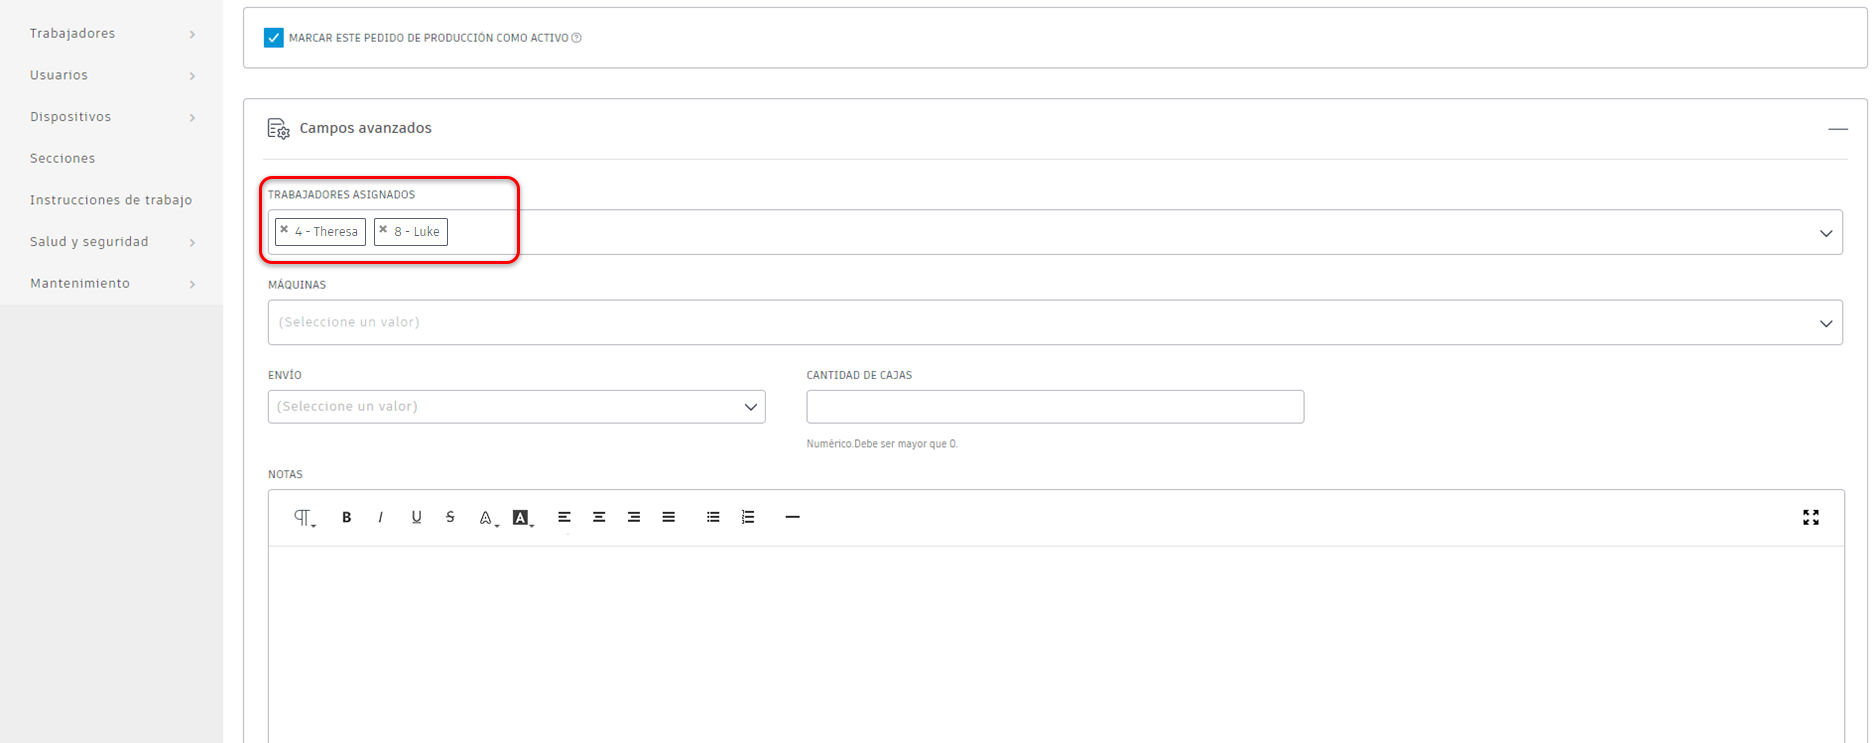 Trabajadores
Usuarios
Dispositivos
Secciones
Instrucciones de trabajo
Salud y seguridad
Mantenimiento
MARCAR ESTE PEDIDO DE PRODUCCIÓN COMO ACTIVO
Campos avanzados
TRABAJADORES ASIGNADOS
4 - Theresa
8 - Luke
MÁQUINAS
(Seleccione un valor)
ENVÍO
(Seleccione un valor)
CANTIDAD DE CAJAS
Numérico.Debe ser mayor que 0.
NOTAS